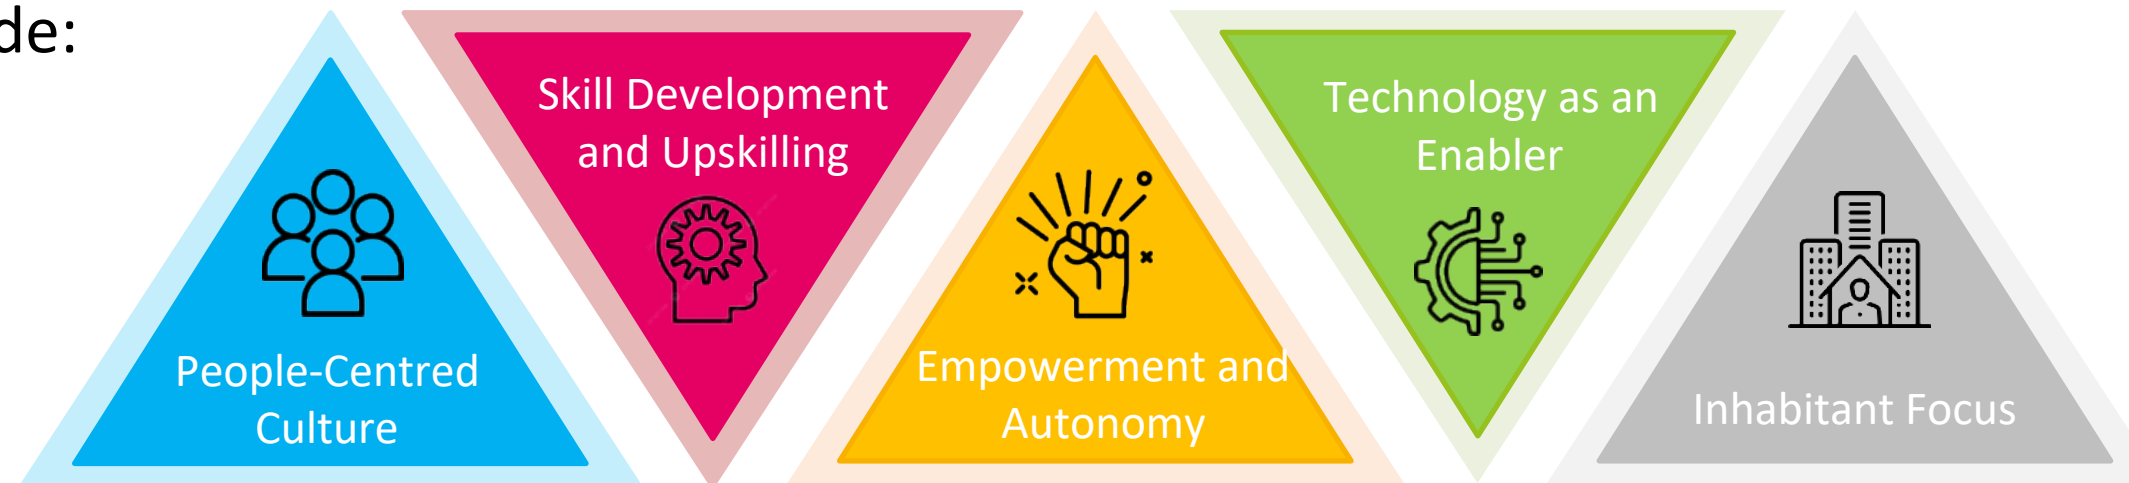 de:
Skill Development
and Upskilling
Technology as an
Enabler
People-Centred
Culture
Empowerment and
Autonomy
Inhabitant Focus